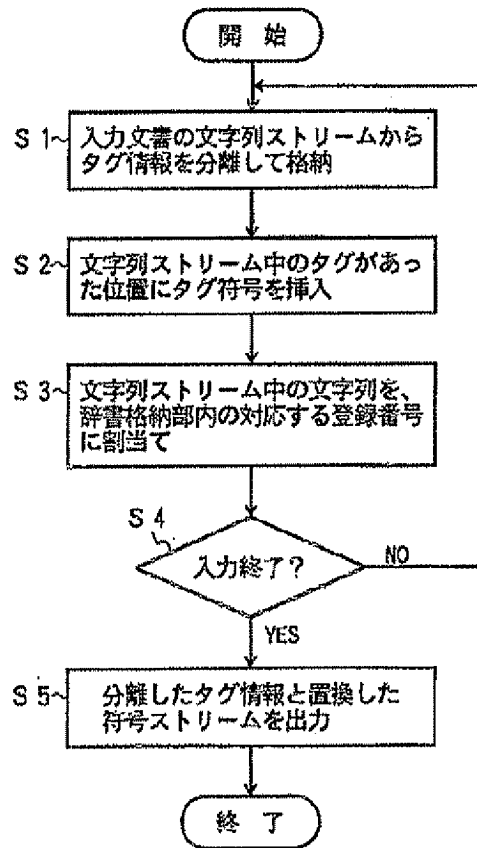 開 始
S 1 入力文書の文字列ストリームから
タグ情報を分離して格納
S 2 文字列ストリーム中のタグがあっ
た位置にタグ符号を挿入
S 3 文字列ストリーム中の文字列を、
辞書格納部内の対応する登録番号
に割当て
S 4
入力終了?
NO
YES
S 5 分離したタグ情報と置換した
符号ストリームを出力
終 了